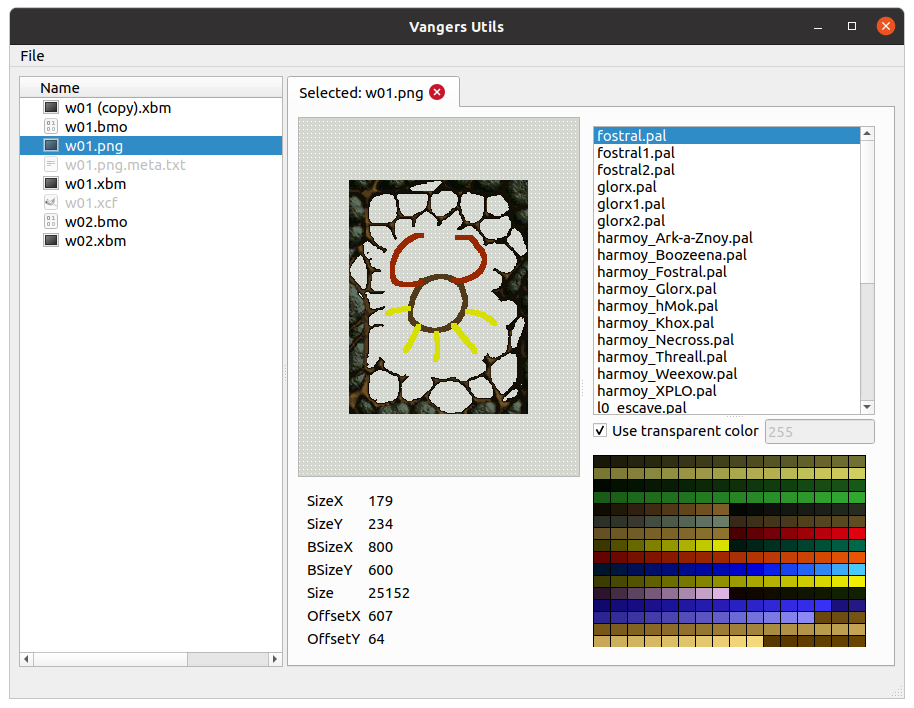 Vangers Utils
File
Name
w01 (copy).xbm
w01.bmo
w01.png
w01.png.meta.txt
w01.xbm
w01.xcf
w02.bmo
w02.xbm
Selected: w01.png
SizeX 179
SizeY 234
BSizeX 800
BSizeY 600
Size 25152
OffsetX 607
OffsetY 64
fostral.pal
fostral1.pal
fostral2.pal
glorx.pal
glorx1.pal
glorx2.pal
harmoy_Ark-a-Znoy.pal
harmoy_Boozeena.pal
harmoy_Fostral.pal
harmoy_Glorx.pal
harmoy_hMok.pal
harmoy_Khox.pal
harmoy_Necross.pal
harmoy_Threall.pal
harmoy_Weexow.pal
harmoy_XPLO.pal
l0_escave.pal
Use transparent color 255